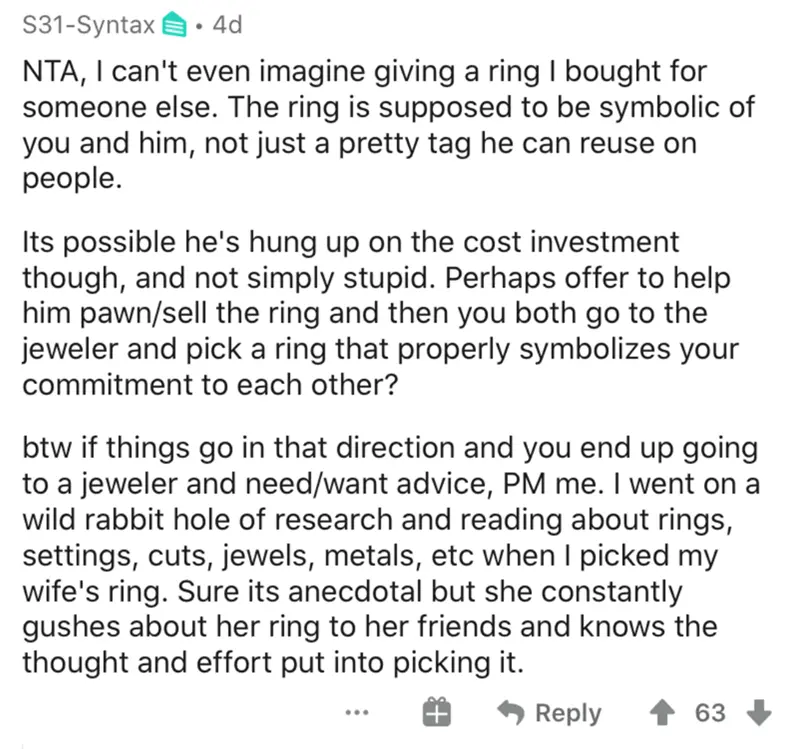 S31-Syntax • 4d
NTA, I can't even imagine giving a ring I bought for
someone else. The ring is supposed to be symbolic of
you and him, not just a pretty tag he can reuse on
people.
Its possible he's hung up on the cost investment
though, and not simply stupid. Perhaps offer to help
him pawn/sell the ring and then you both go to the
jeweler and pick a ring that properly symbolizes your
commitment to each other?
btw if things go in that direction and you end up going
to a jeweler and need/want advice, PM me. I went on a
wild rabbit hole of research and reading about rings,
settings, cuts, jewels, metals, etc when I picked my
wife's ring. Sure its anecdotal but she constantly
gushes about her ring to her friends and knows the
thought and effort put into picking it.
... Reply 63